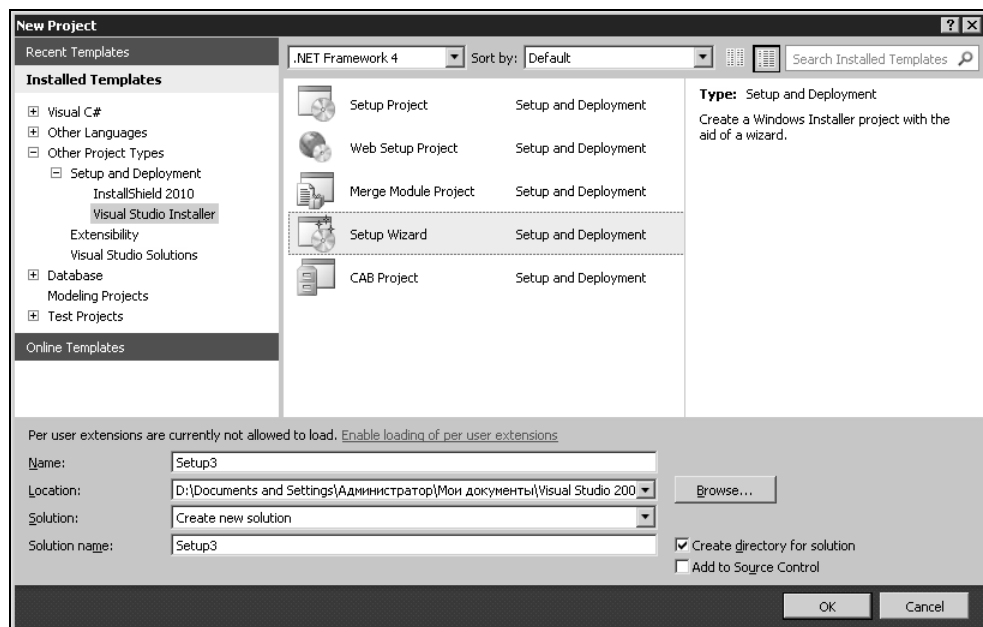 New Project
Recent Templates
Installed Templates
Visual C#
Other Languages
Other Project Types
Setup and Deployment
InstallShield 2010
Visual Studio Installer
Extensibility
Visual Studio Solutions
Database
Modeling Projects
Test Projects
Online Templates
.NET Framework 4
Sort by: Default
Search Installed Templates
Setup Project Setup and Deployment
Web Setup Project Setup and Deployment
Merge Module Project Setup and Deployment
Setup Wizard Setup and Deployment
CAB Project Setup and Deployment
Type: Setup and Deployment
Create a Windows Installer project with the
aid of a wizard.
Per user extensions are currently not allowed to load. Enable loading of per user extensions
Name: Setup3
Location: D:\Documents and Settings\Администратор\Мои документы\Visual Studio 200
Browse...
Solution: Create new solution
Solution name: Setup3
Create directory for solution
Add to Source Control
OK Cancel